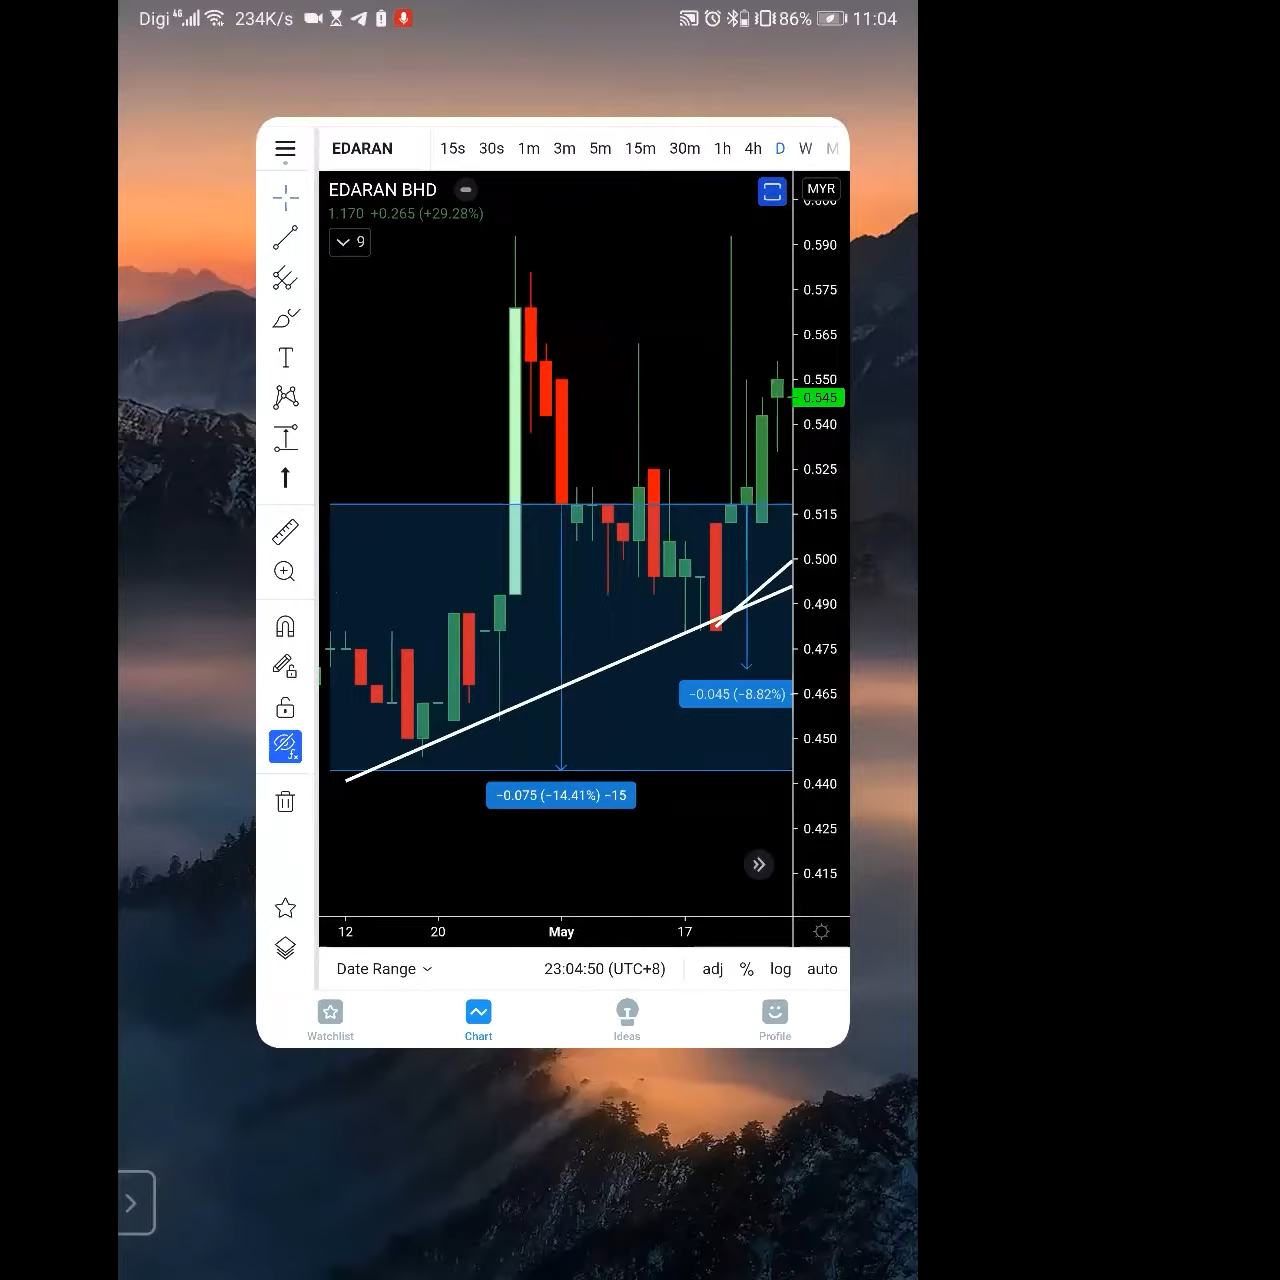 Digi 4G 234K/s 86% 11:04
EDARAN 15s 30s 1m 3m 5m 15m 30m 1h 4h D W M
EDARAN BHD
MYR
1.170 +0.265 (+29.28%)
9
0.590
0.575
0.565
0.550
0.545
0.540
0.525
0.515
0.500
0.490
0.475
0.465
−0.045 (−8.82%)
0.450
0.440
−0.075 (−14.41%) −15
0.425
0.415
12 20 May 17
Date Range 23:04:50 (UTC+8) adj % log auto
Watchlist Chart Ideas Profile